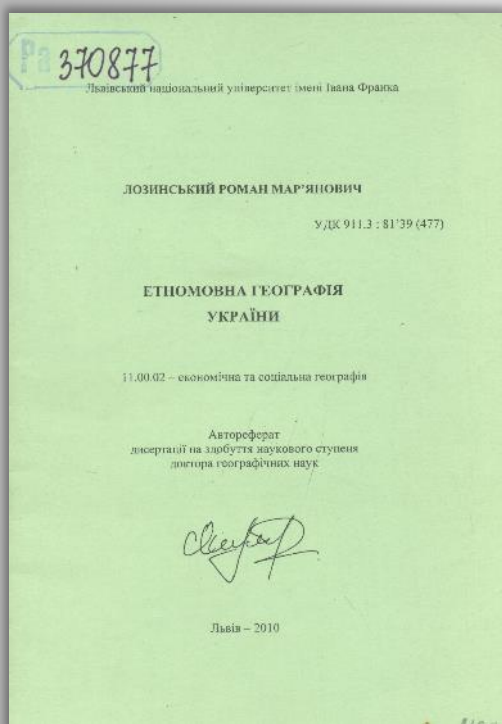 Ра 370877
Львівський національний університет імені Івана Франка
ЛОЗИНСЬКИЙ РОМАН МАР’ЯНОВИЧ
УДК 911.3 : 81’39 (477)
ЕТНОМОВНА ГЕОГРАФІЯ
УКРАЇНИ
11.00.02 – економічна та соціальна географія
Автореферат
дисертації на здобуття наукового ступеня
доктора географічних наук
Львів – 2010